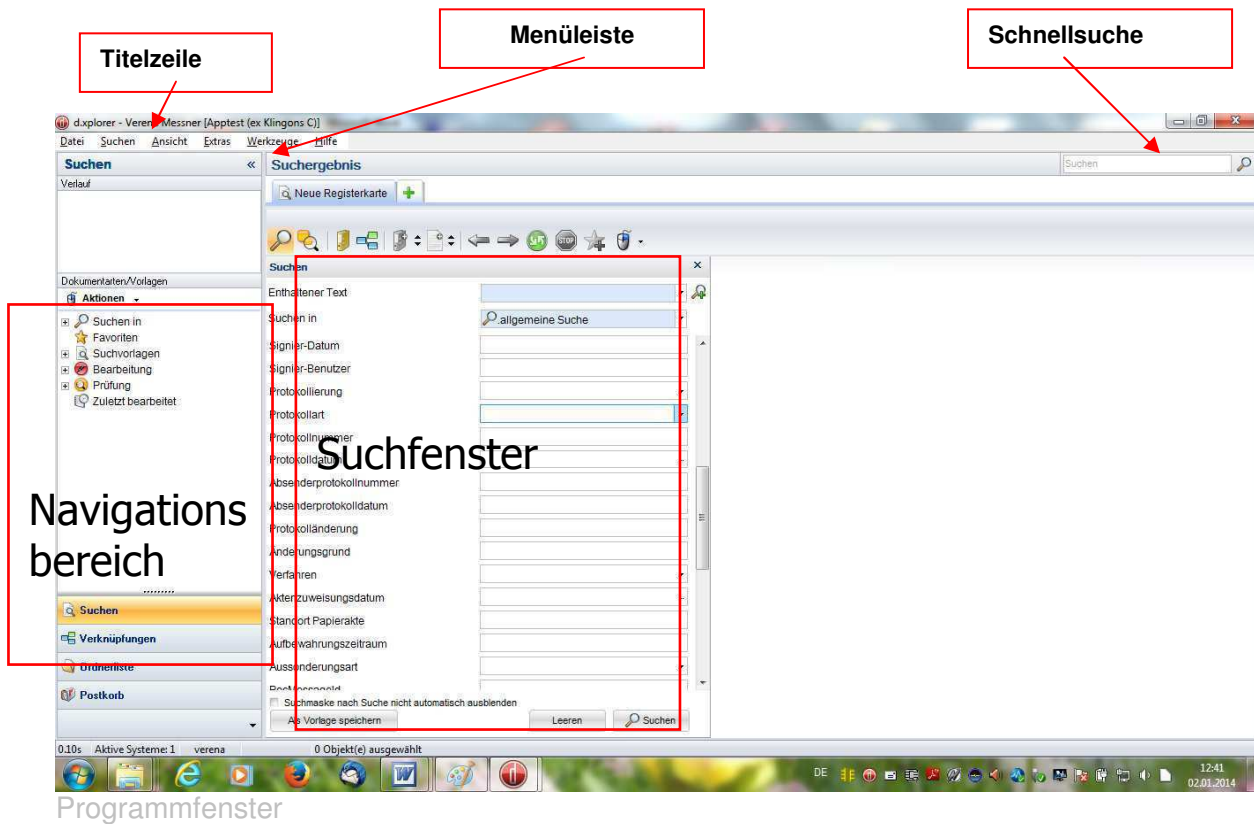 Titelzeile
Menüleiste
Schnellsuche
d.xplorer - Verena Messner [Apptest (ex Klingons C)]
Datei Suchen Ansicht Extras Werkzeuge Hilfe
Suchen «
Suchergebnis
Suchen
Verlauf
Neue Registerkarte
Dokumentarten/Vorlagen
Aktionen
Suchen in
Favoriten
Suchvorlagen
Bearbeitung
Prüfung
Zuletzt bearbeitet
Navigations
bereich
Suchen
Verknüpfungen
Ordnerliste
Postkorb
STOP
Suchen
Enthaltener Text
Suchen in .allgemeine Suche
Signier-Datum
Signier-Benutzer
Protokollierung
Protokollart
Protokollnummer
Protokolldatum
Suchfenster
Absenderprotokollnummer
Absenderprotokolldatum
Protokolländerung
Änderungsgrund
Verfahren
Aktenzuweisungsdatum
Standort Papierakte
Aufbewahrungszeitraum
Aussonderungsart
Suchmaske nach Suche nicht automatisch ausblenden
Als Vorlage speichern Leeren Suchen
0.10s Aktive Systeme: 1 verena 0 Objekt(e) ausgewählt
DE
12:41
02.01.2014
Programmfenster